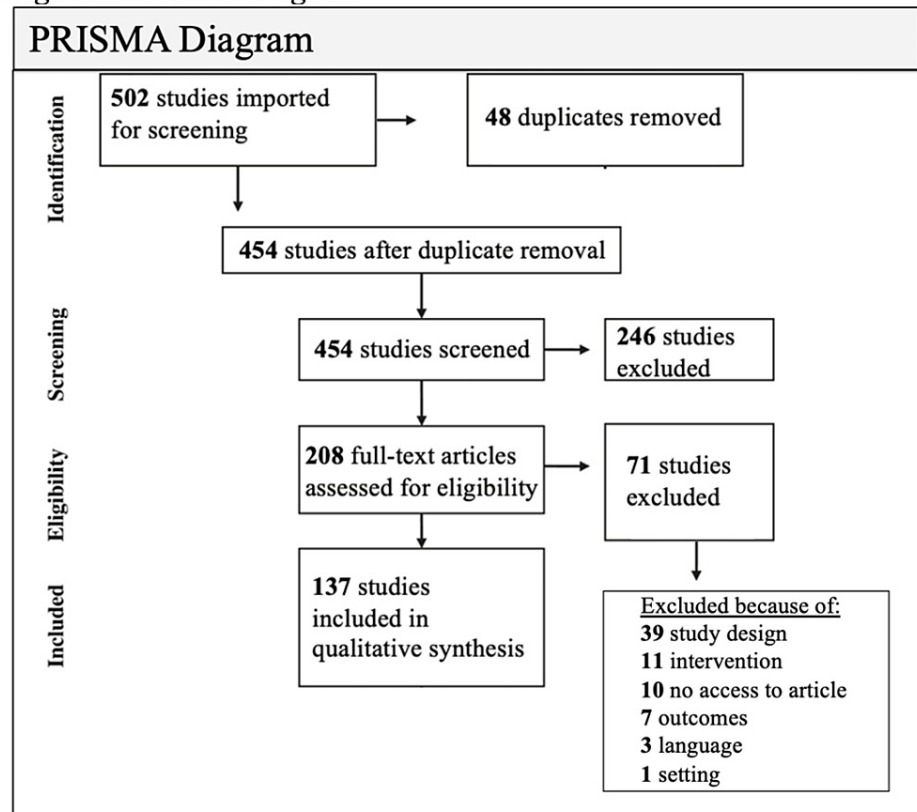 PRISMA Diagram
Identification
502 studies imported
for screening
48 duplicates removed
454 studies after duplicate removal
Screening
454 studies screened
246 studies
excluded
Eligibility
208 full-text articles
assessed for eligibility
71 studies
excluded
Included
137 studies
included in
qualitative synthesis
Excluded because of:
39 study design
11 intervention
10 no access to article
7 outcomes
3 language
1 setting